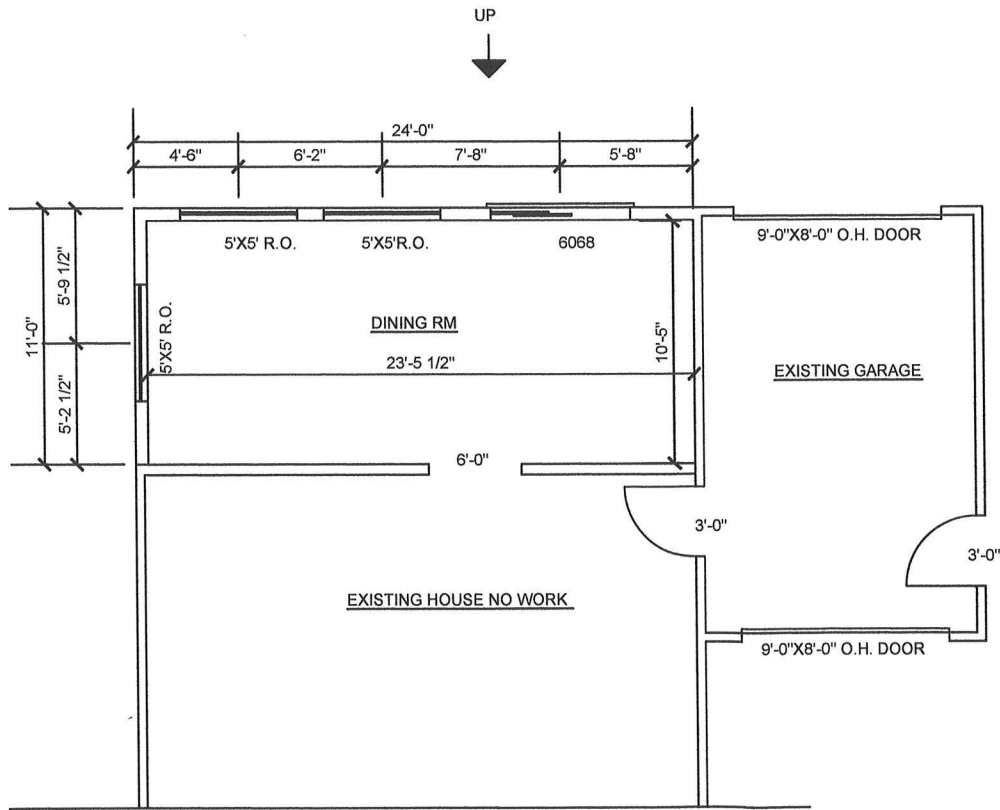 UP
24'-0"
4'-6"
6'-2"
7'-8"
5'-8"
5'X5' R.O.
5'X5'R.O.
6068
9'-0"X8'-0" O.H. DOOR
5'-9 1/2"
11'-0"
5'-2 1/2"
5'X5' R.O.
DINING RM
23'-5 1/2"
10'-5"
EXISTING GARAGE
6'-0"
3'-0"
3'-0"
EXISTING HOUSE NO WORK
9'-0"X8'-0" O.H. DOOR